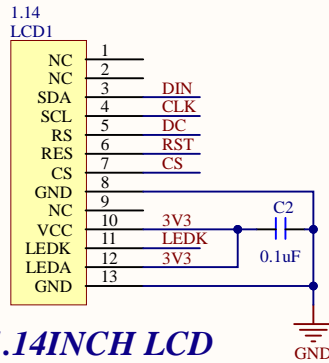 1.14
LCD1
NC 1
NC 2
SDA 3 DIN
SCL 4 CLK
RS 5 DC
RES 6 RST
CS 7 CS
GND 8
NC 9
VCC 10 3V3
LEDK 11 LEDK
LEDA 12 3V3
GND 13
C2
0.1uF
GND
.14INCH LCD